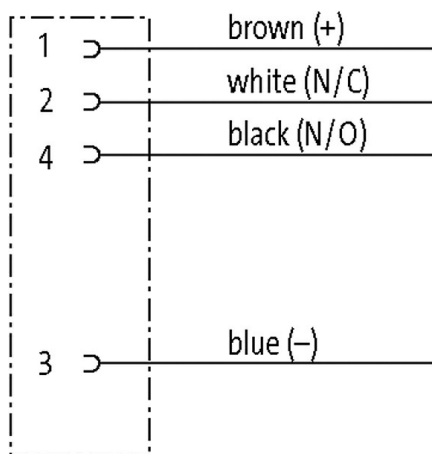 1 brown (+)
2 white (N/C)
4 black (N/O)
3 blue (–)